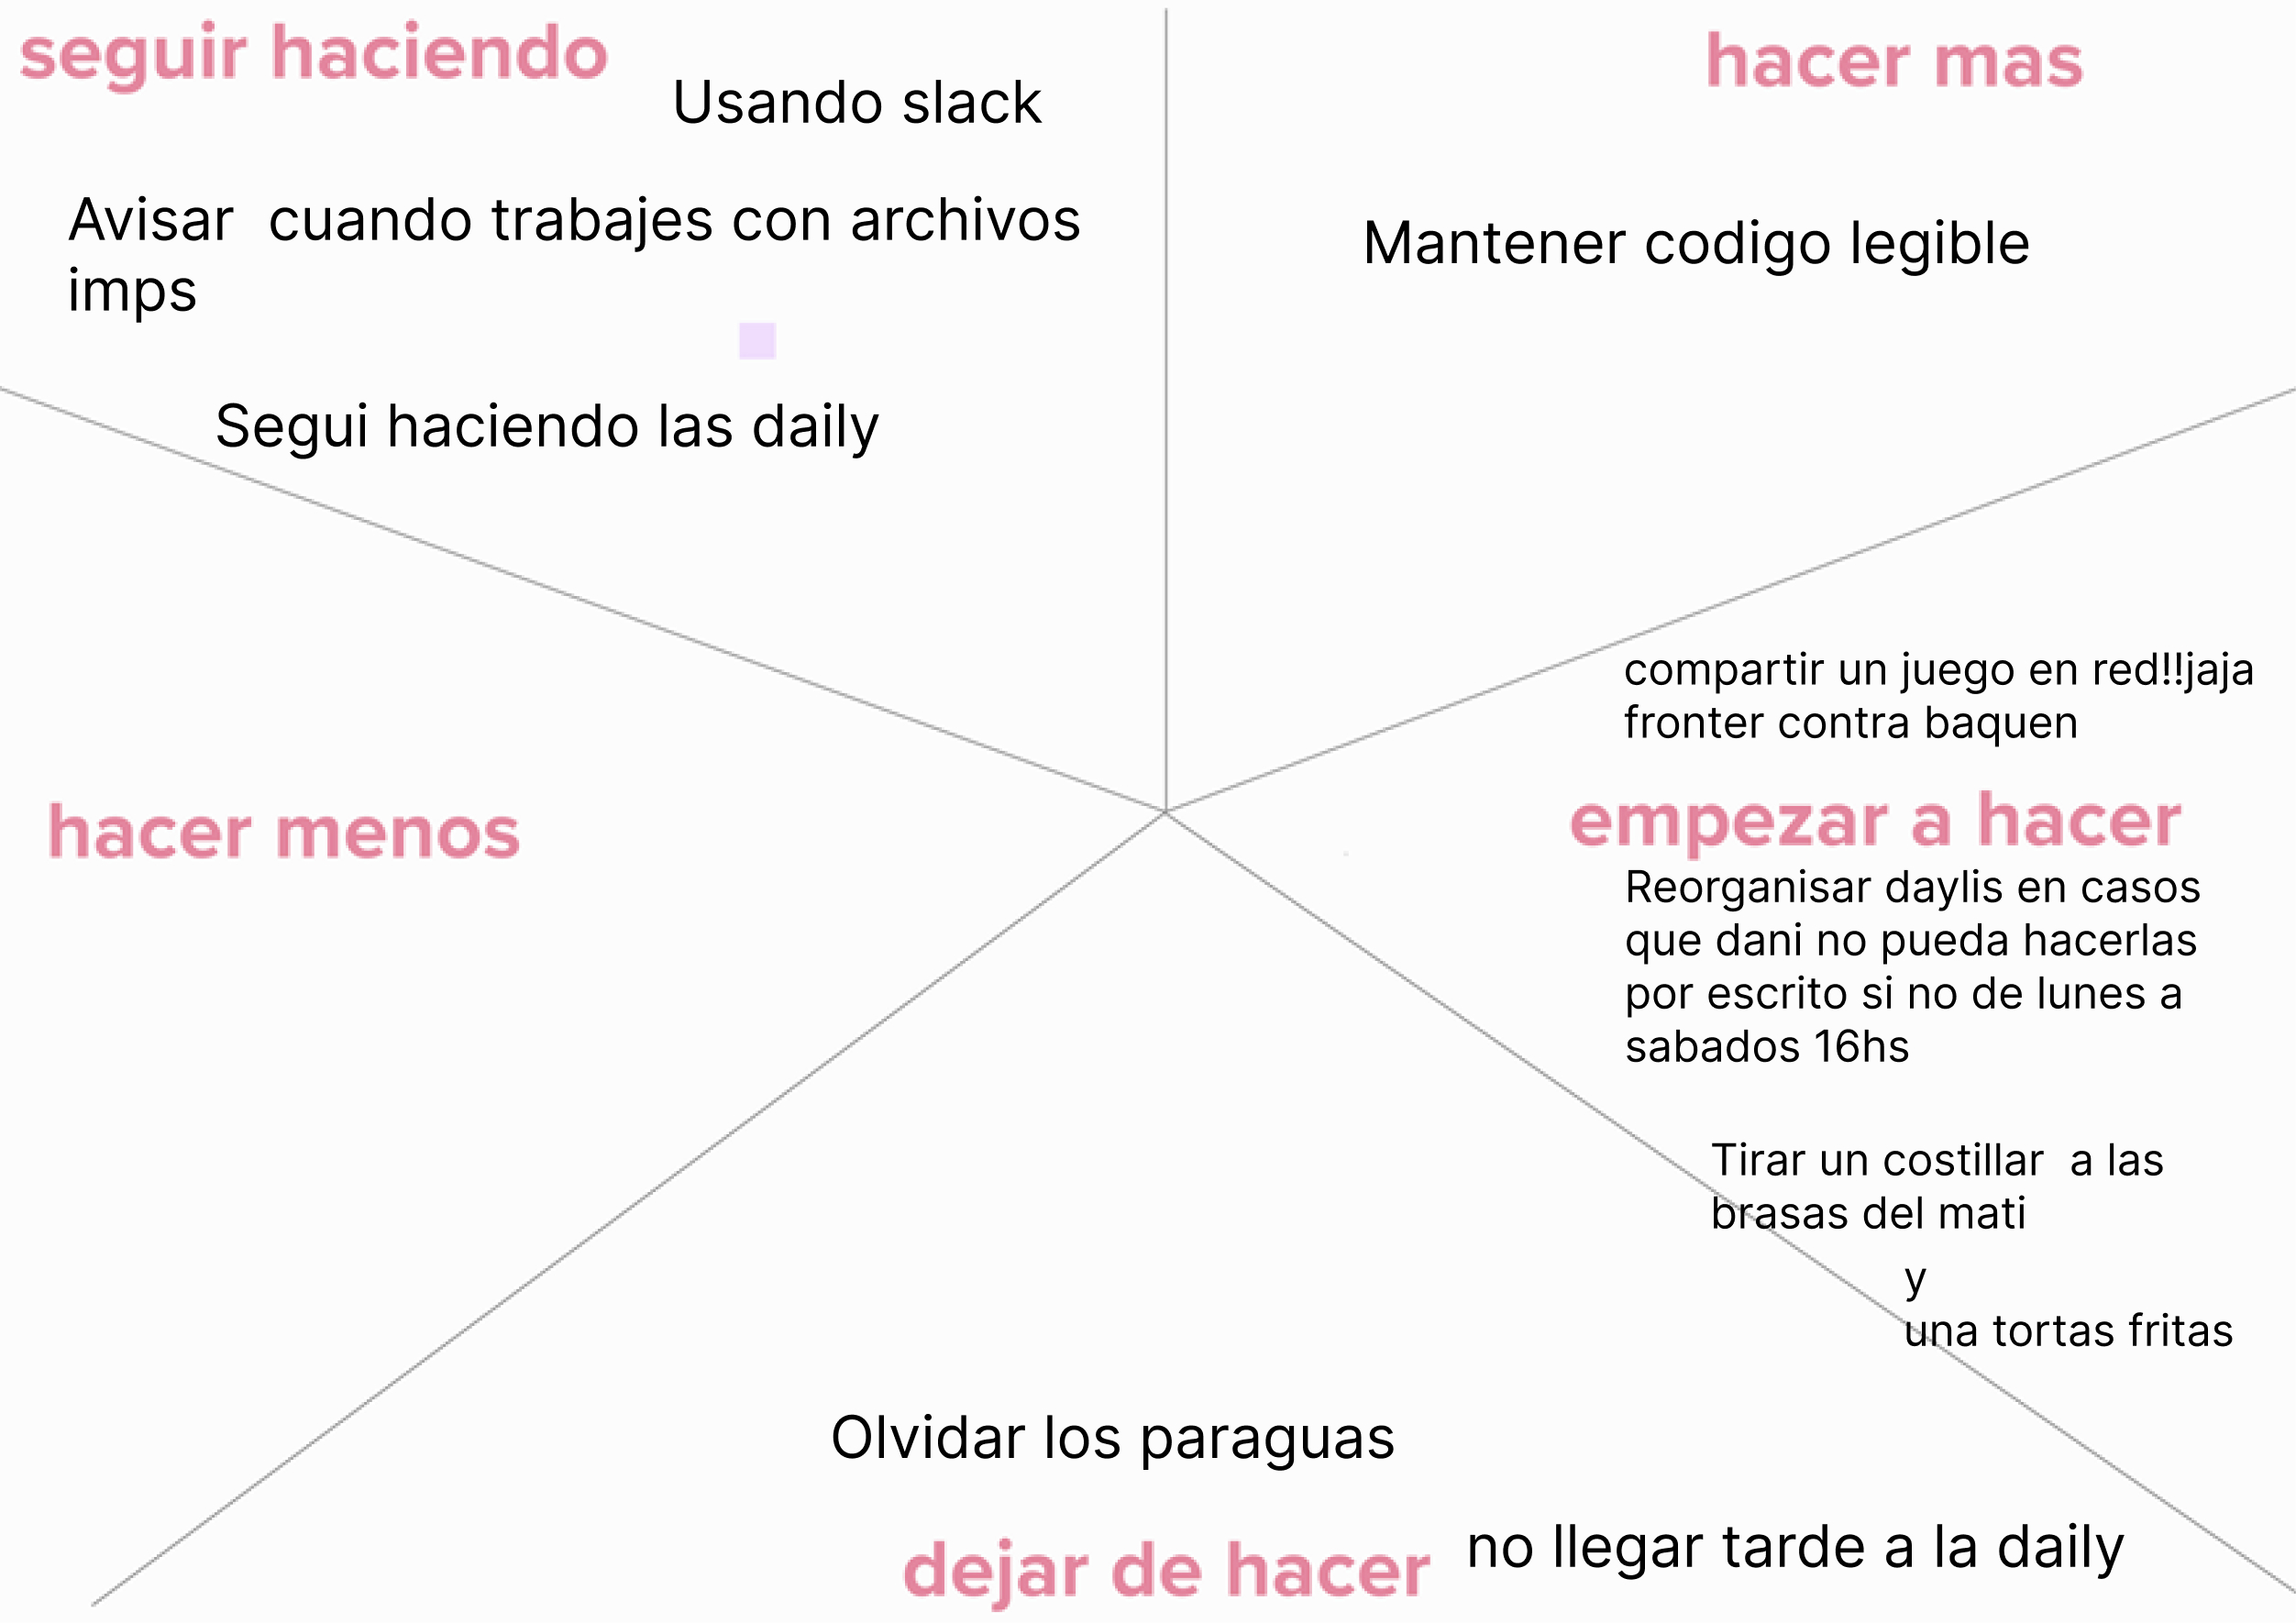 seguir haciendo
Usando slack
Avisar  cuando trabajes con archivos
imps
Segui haciendo las daily
hacer mas
Mantener codigo legible
compartir un juego en red!!jaja
fronter contra baquen
empezar a hacer
Reorganisar daylis en casos
que dani no pueda hacerlas
por escrito si no de lunes a
sabados 16hs
Tirar un costillar  a las
brasas del mati
y
una tortas fritas
hacer menos
Olvidar los paraguas
dejar de hacer
no llegar tarde a la daily